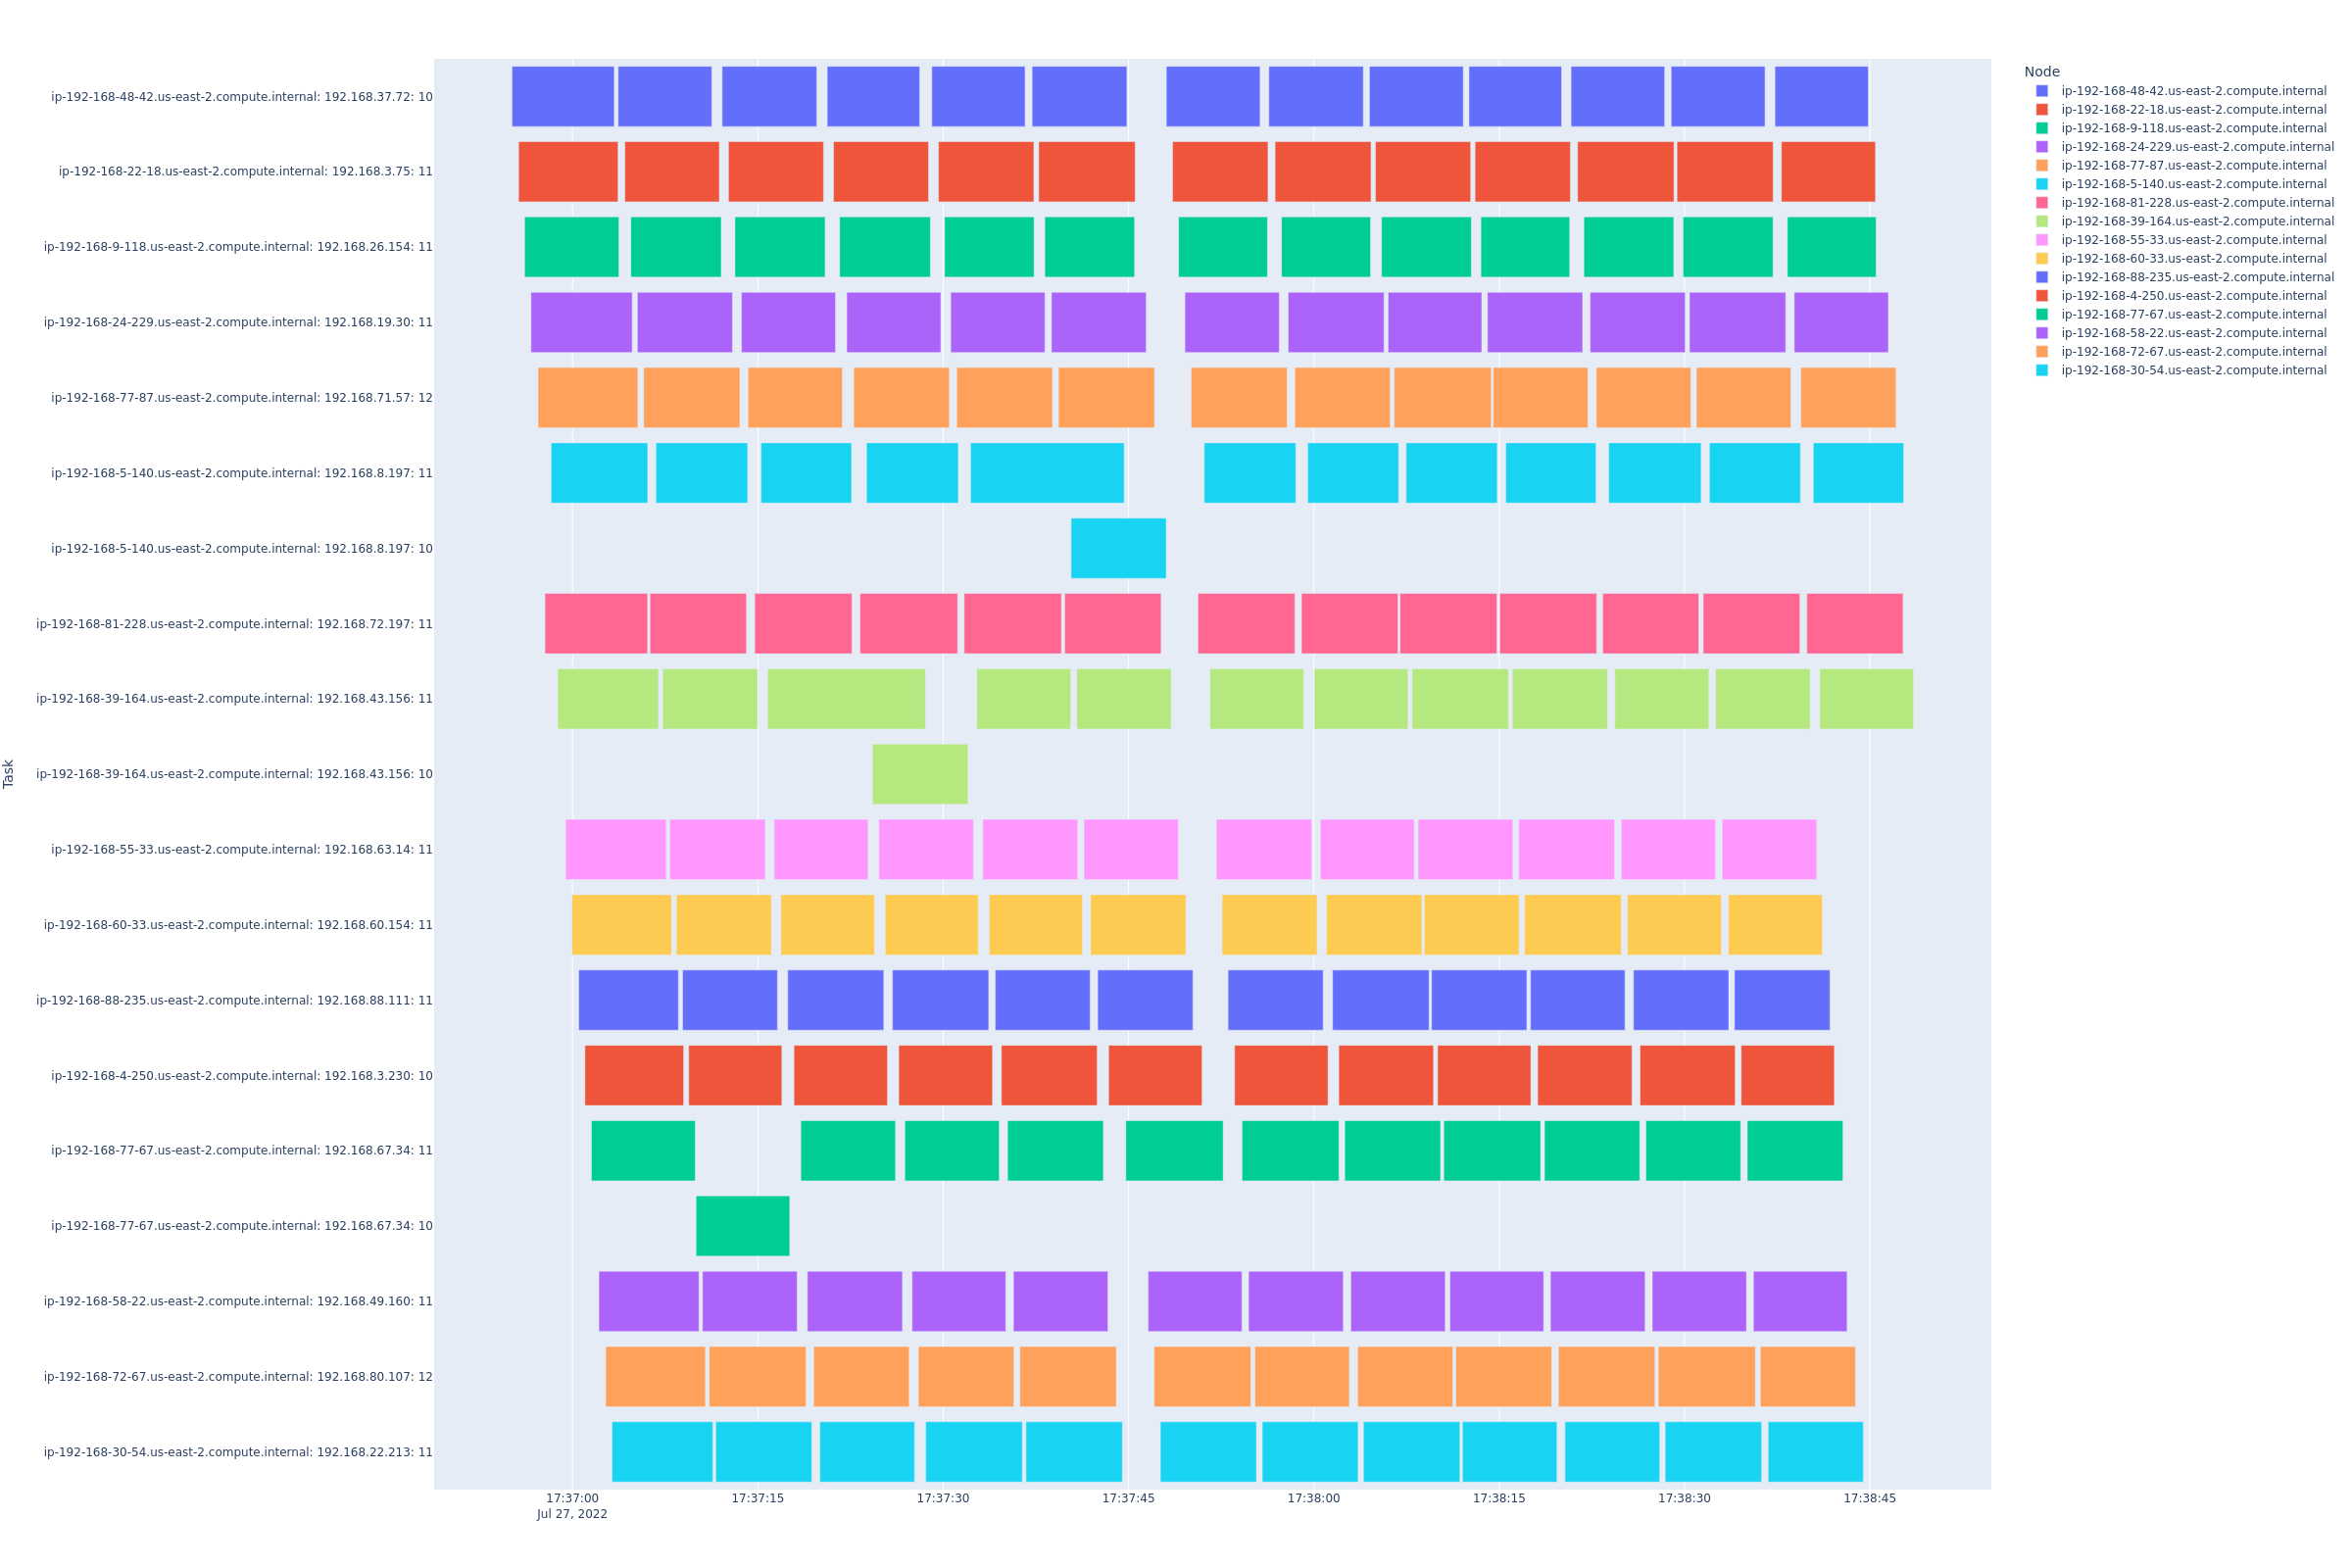 Node
ip-192-168-48-42.us-east-2.compute.internal
ip-192-168-22-18.us-east-2.compute.internal
ip-192-168-9-118.us-east-2.compute.internal
ip-192-168-24-229.us-east-2.compute.internal
ip-192-168-77-87.us-east-2.compute.internal
ip-192-168-5-140.us-east-2.compute.internal
ip-192-168-81-228.us-east-2.compute.internal
ip-192-168-39-164.us-east-2.compute.internal
ip-192-168-55-33.us-east-2.compute.internal
ip-192-168-60-33.us-east-2.compute.internal
ip-192-168-88-235.us-east-2.compute.internal
ip-192-168-4-250.us-east-2.compute.internal
ip-192-168-77-67.us-east-2.compute.internal
ip-192-168-58-22.us-east-2.compute.internal
ip-192-168-72-67.us-east-2.compute.internal
ip-192-168-30-54.us-east-2.compute.internal
Task
ip-192-168-48-42.us-east-2.compute.internal: 192.168.37.72: 10
ip-192-168-22-18.us-east-2.compute.internal: 192.168.3.75: 11
ip-192-168-9-118.us-east-2.compute.internal: 192.168.26.154: 11
ip-192-168-24-229.us-east-2.compute.internal: 192.168.19.30: 11
ip-192-168-77-87.us-east-2.compute.internal: 192.168.71.57: 12
ip-192-168-5-140.us-east-2.compute.internal: 192.168.8.197: 11
ip-192-168-5-140.us-east-2.compute.internal: 192.168.8.197: 10
ip-192-168-81-228.us-east-2.compute.internal: 192.168.72.197: 11
ip-192-168-39-164.us-east-2.compute.internal: 192.168.43.156: 11
ip-192-168-39-164.us-east-2.compute.internal: 192.168.43.156: 10
ip-192-168-55-33.us-east-2.compute.internal: 192.168.63.14: 11
ip-192-168-60-33.us-east-2.compute.internal: 192.168.60.154: 11
ip-192-168-88-235.us-east-2.compute.internal: 192.168.88.111: 11
ip-192-168-4-250.us-east-2.compute.internal: 192.168.3.230: 10
ip-192-168-77-67.us-east-2.compute.internal: 192.168.67.34: 11
ip-192-168-77-67.us-east-2.compute.internal: 192.168.67.34: 10
ip-192-168-58-22.us-east-2.compute.internal: 192.168.49.160: 11
ip-192-168-72-67.us-east-2.compute.internal: 192.168.80.107: 12
ip-192-168-30-54.us-east-2.compute.internal: 192.168.22.213: 11
17:37:00 17:37:15 17:37:30 17:37:45 17:38:00 17:38:15 17:38:30 17:38:45
Jul 27, 2022